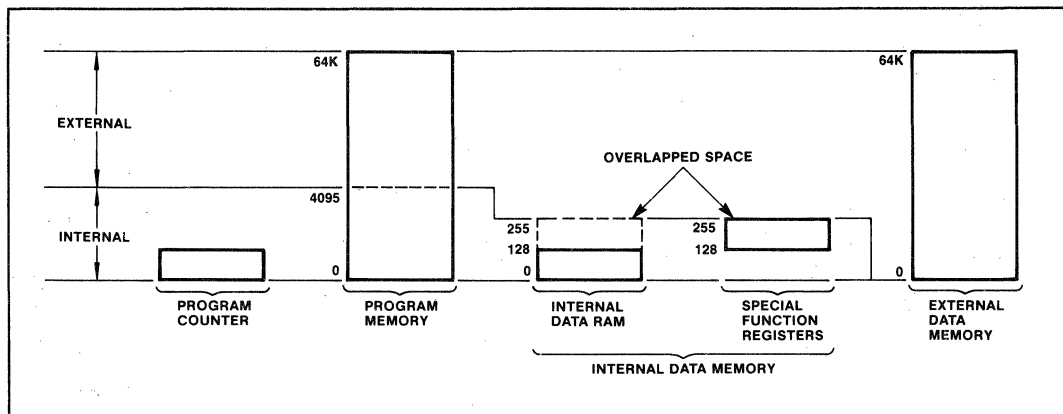 64K
64K
EXTERNAL
OVERLAPPED SPACE
4095
INTERNAL
255
128
0
255
128
0
0
PROGRAM
COUNTER
PROGRAM
MEMORY
INTERNAL
DATA RAM
SPECIAL
FUNCTION
REGISTERS
EXTERNAL
DATA
MEMORY
INTERNAL DATA MEMORY